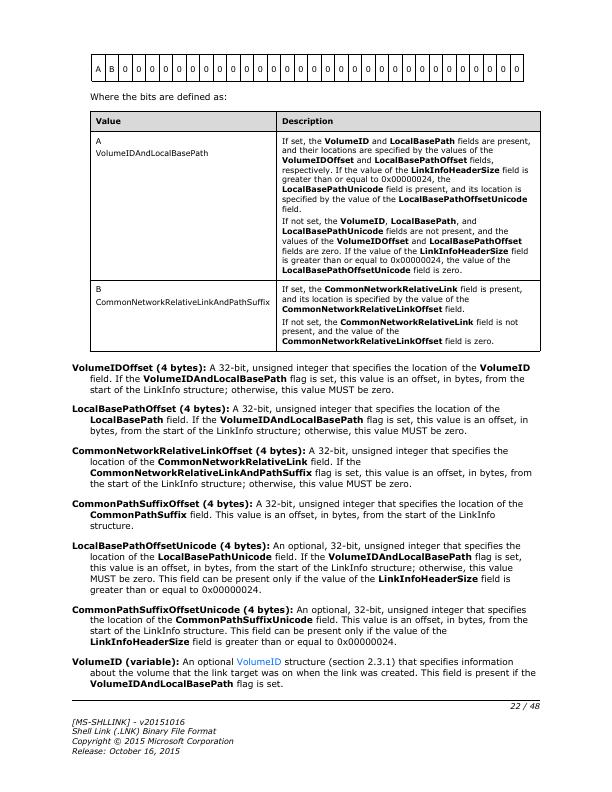 A B 0 0 0 0 0 0 0 0 0 0 0 0 0 0 0 0 0 0 0 0 0 0 0 0 0 0 0 0 0 0
Where the bits are defined as:
Value Description
A
VolumeIDAndLocalBasePath
If set, the VolumeID and LocalBasePath fields are present,
and their locations are specified by the values of the
VolumeIDOffset and LocalBasePathOffset fields,
respectively. If the value of the LinkInfoHeaderSize field is
greater than or equal to 0x00000024, the
LocalBasePathUnicode field is present, and its location is
specified by the value of the LocalBasePathOffsetUnicode
field.
If not set, the VolumeID, LocalBasePath, and
LocalBasePathUnicode fields are not present, and the
values of the VolumeIDOffset and LocalBasePathOffset
fields are zero. If the value of the LinkInfoHeaderSize field
is greater than or equal to 0x00000024, the value of the
LocalBasePathOffsetUnicode field is zero.
B
CommonNetworkRelativeLinkAndPathSuffix
If set, the CommonNetworkRelativeLink field is present,
and its location is specified by the value of the
CommonNetworkRelativeLinkOffset field.
If not set, the CommonNetworkRelativeLink field is not
present, and the value of the
CommonNetworkRelativeLinkOffset field is zero.
VolumeIDOffset (4 bytes): A 32-bit, unsigned integer that specifies the location of the VolumeID
field. If the VolumeIDAndLocalBasePath flag is set, this value is an offset, in bytes, from the
start of the LinkInfo structure; otherwise, this value MUST be zero.
LocalBasePathOffset (4 bytes): A 32-bit, unsigned integer that specifies the location of the
LocalBasePath field. If the VolumeIDAndLocalBasePath flag is set, this value is an offset, in
bytes, from the start of the LinkInfo structure; otherwise, this value MUST be zero.
CommonNetworkRelativeLinkOffset (4 bytes): A 32-bit, unsigned integer that specifies the
location of the CommonNetworkRelativeLink field. If the
CommonNetworkRelativeLinkAndPathSuffix flag is set, this value is an offset, in bytes, from
the start of the LinkInfo structure; otherwise, this value MUST be zero.
CommonPathSuffixOffset (4 bytes): A 32-bit, unsigned integer that specifies the location of the
CommonPathSuffix field. This value is an offset, in bytes, from the start of the LinkInfo
structure.
LocalBasePathOffsetUnicode (4 bytes): An optional, 32-bit, unsigned integer that specifies the
location of the LocalBasePathUnicode field. If the VolumeIDAndLocalBasePath flag is set,
this value is an offset, in bytes, from the start of the LinkInfo structure; otherwise, this value
MUST be zero. This field can be present only if the value of the LinkInfoHeaderSize field is
greater than or equal to 0x00000024.
CommonPathSuffixOffsetUnicode (4 bytes): An optional, 32-bit, unsigned integer that specifies
the location of the CommonPathSuffixUnicode field. This value is an offset, in bytes, from the
start of the LinkInfo structure. This field can be present only if the value of the
LinkInfoHeaderSize field is greater than or equal to 0x00000024.
VolumeID (variable): An optional VolumeID structure (section 2.3.1) that specifies information
about the volume that the link target was on when the link was created. This field is present if the
VolumeIDAndLocalBasePath flag is set.
22 / 48
[MS-SHLLINK] - v20151016
Shell Link (.LNK) Binary File Format
Copyright © 2015 Microsoft Corporation
Release: October 16, 2015